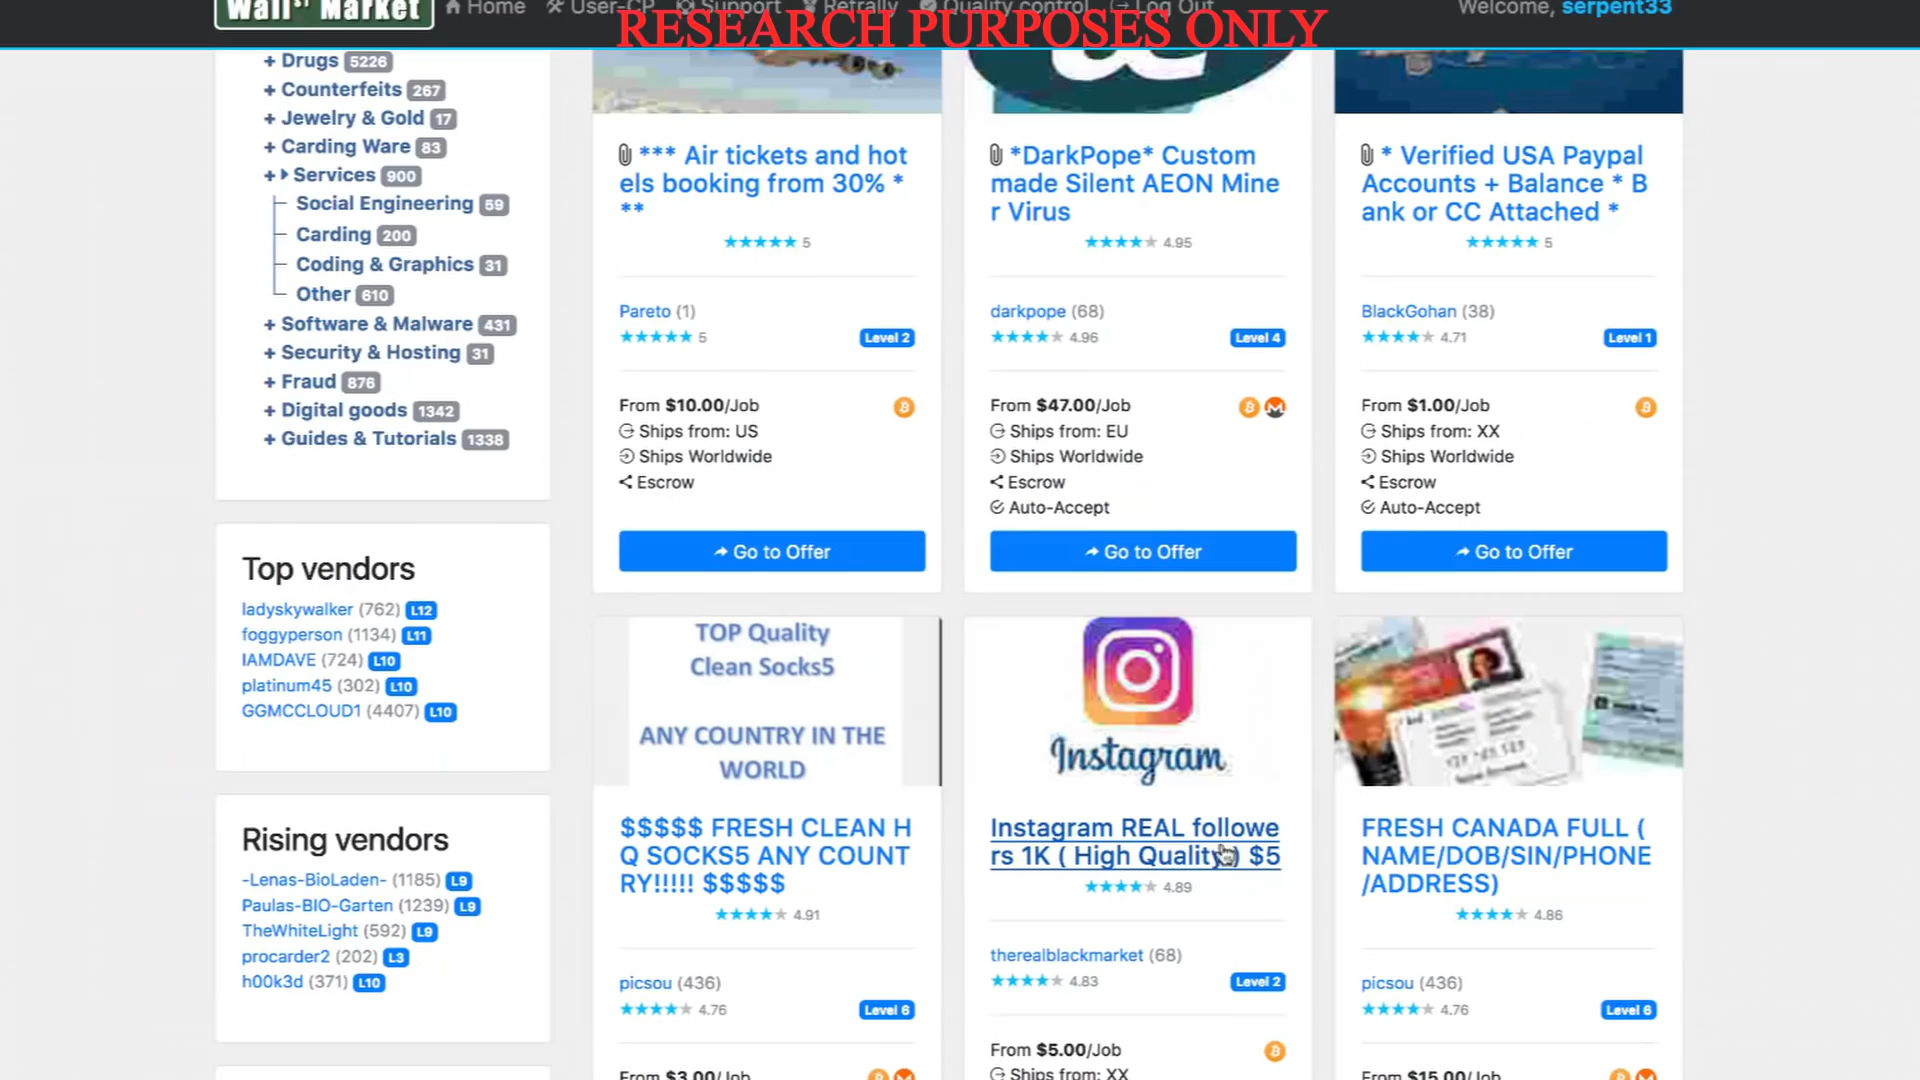 Wall ST Market
Home User-CP Support Retrally Quality control Log Out
Welcome, serpent33
RESEARCH PURPOSES ONLY
+ Drugs 5226
+ Counterfeits 267
+ Jewelry & Gold 17
+ Carding Ware 83
+ Services 900
Social Engineering 59
Carding 200
Coding & Graphics 31
Other 610
+ Software & Malware 431
+ Security & Hosting 31
+ Fraud 876
+ Digital goods 1342
+ Guides & Tutorials 1338
Top vendors
ladyskywalker (762) L12
foggyperson (1134) L11
IAMDAVE (724) L10
platinum45 (302) L10
GGMCCLOUD1 (4407) L10
Rising vendors
-Lenas-BioLaden- (1185) L9
Paulas-BIO-Garten (1239) L9
TheWhiteLight (592) L9
procarder2 (202) L3
h00k3d (371) L10
*** Air tickets and hot
els booking from 30% *
**
5
Pareto (1)
5 Level 2
From $10.00/Job
Ships from: US
Ships Worldwide
Escrow
Go to Offer
*DarkPope* Custom
made Silent AEON Mine
r Virus
4.95
darkpope (68)
4.96 Level 4
From $47.00/Job
Ships from: EU
Ships Worldwide
Escrow
Auto-Accept
Go to Offer
* Verified USA Paypal
Accounts + Balance * B
ank or CC Attached *
5
BlackGohan (38)
4.71 Level 1
From $1.00/Job
Ships from: XX
Ships Worldwide
Escrow
Auto-Accept
Go to Offer
TOP Quality
Clean Socks5
ANY COUNTRY IN THE
WORLD
$$$$$ FRESH CLEAN H
Q SOCKS5 ANY COUNT
RY!!!!! $$$$$
4.91
picsou (436)
4.76 Level 6
From $3.00/Job
Instagram
Instagram REAL followe
rs 1K ( High Quality ) $5
4.89
therealblackmarket (68)
4.83 Level 2
From $5.00/Job
Ships from: XX
FRESH CANADA FULL (
NAME/DOB/SIN/PHONE
/ADDRESS)
4.86
picsou (436)
4.76 Level 6
From $15.00/Job